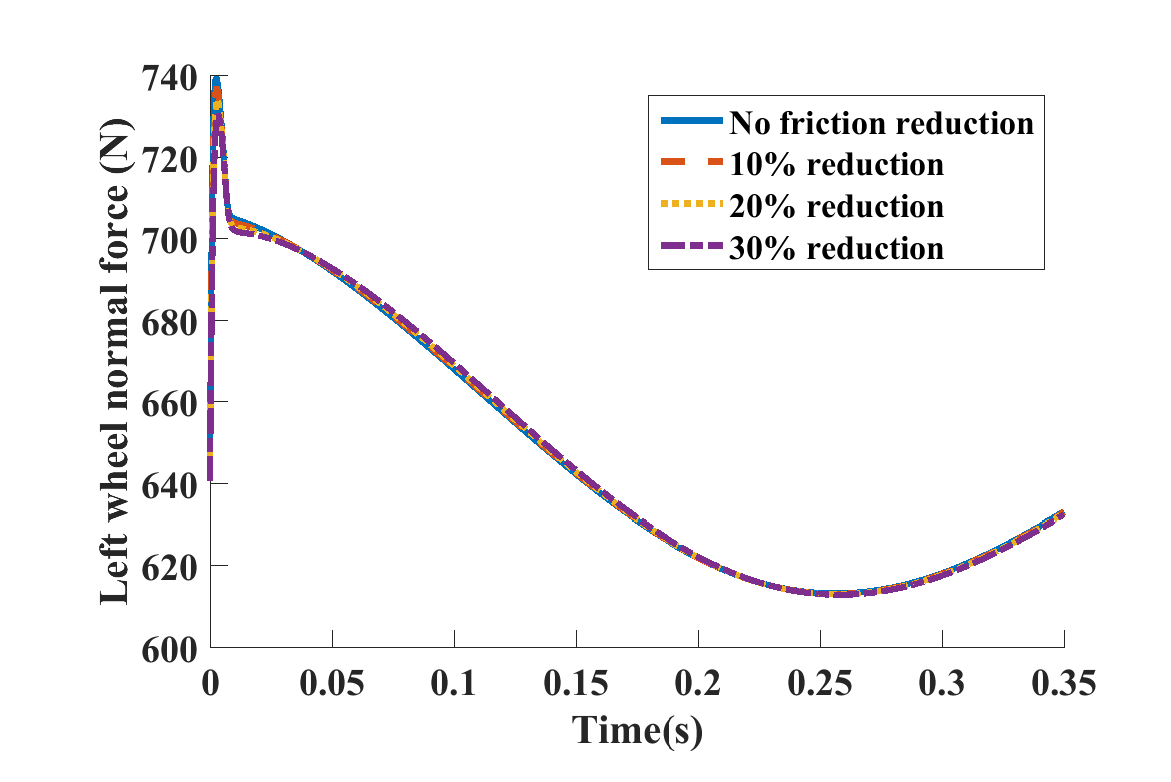 740
720
700
680
660
640
620
600
Left wheel normal force (N)
No friction reduction
10% reduction
20% reduction
30% reduction
0 0.05 0.1 0.15 0.2 0.25 0.3 0.35
Time(s)